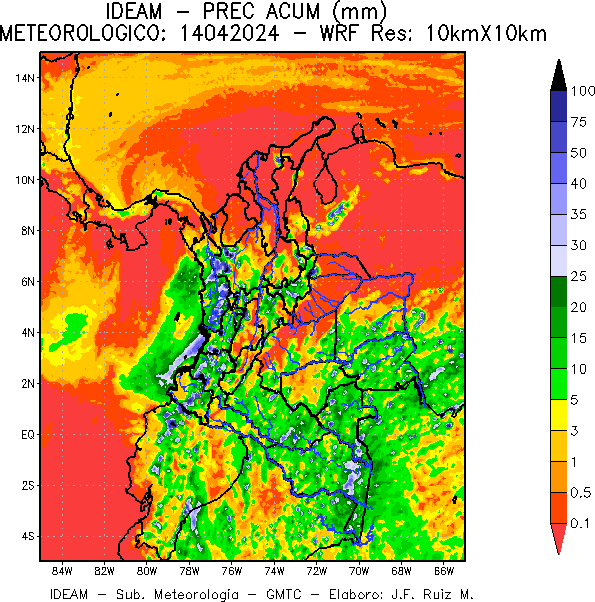 IDEAM – PREC ACUM (mm)
METEOROLOGICO: 14042024 – WRF Res: 10kmX10km
14N
12N
10N
8N
6N
4N
2N
EQ
2S
4S
84W 82W 80W 78W 76W 74W 72W 70W 68W 66W
100
75
50
40
35
30
25
20
15
10
5
3
1
0.5
0.1
IDEAM – Sub. Meteorología – GMTC – Elaboro: J.F. Ruiz M.